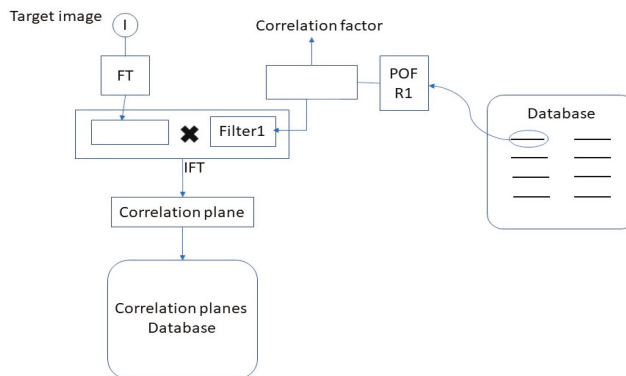 Target image
I
Correlation factor
FT
POF
R1
Database
Filter1
IFT
Correlation plane
Correlation planes
Database